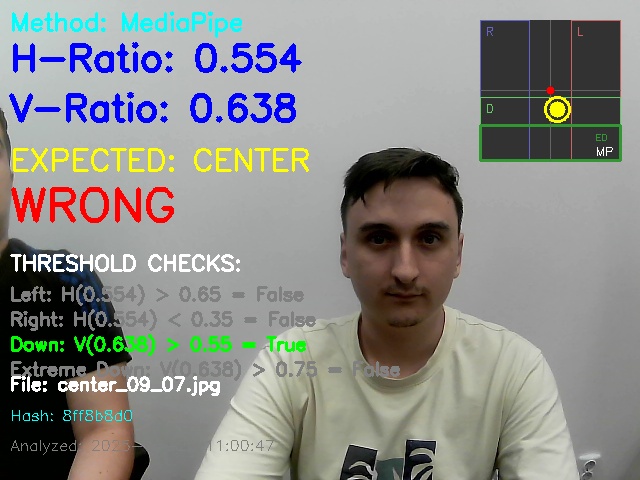 Method: MediaPipe
H-Ratio: 0.554
V-Ratio: 0.638
EXPECTED: CENTER
WRONG
THRESHOLD CHECKS:
Left: H(0.554) > 0.65 = False
Right: H(0.554) < 0.35 = False
Down: V(0.638) > 0.55 = True
Extreme Down: V(0.638) > 0.75 = False
File: center_09_07.jpg
Hash: 8ff8b8d0
Analyzed: 11:00:47
R
L
D
ED
MP